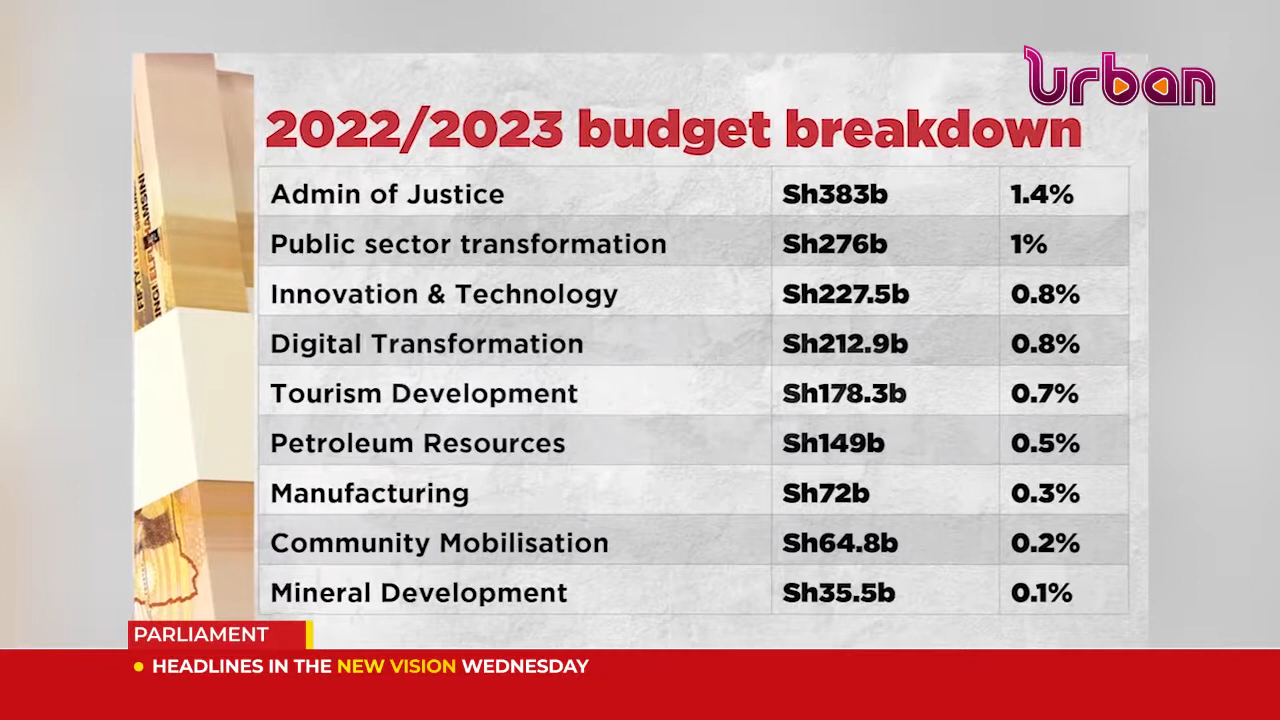 urban
2022/2023 budget breakdown
Admin of Justice Sh383b 1.4%
Public sector transformation Sh276b 1%
Innovation & Technology Sh227.5b 0.8%
Digital Transformation Sh212.9b 0.8%
Tourism Development Sh178.3b 0.7%
Petroleum Resources Sh149b 0.5%
Manufacturing Sh72b 0.3%
Community Mobilisation Sh64.8b 0.2%
Mineral Development Sh35.5b 0.1%
PARLIAMENT
HEADLINES IN THE NEW VISION WEDNESDAY